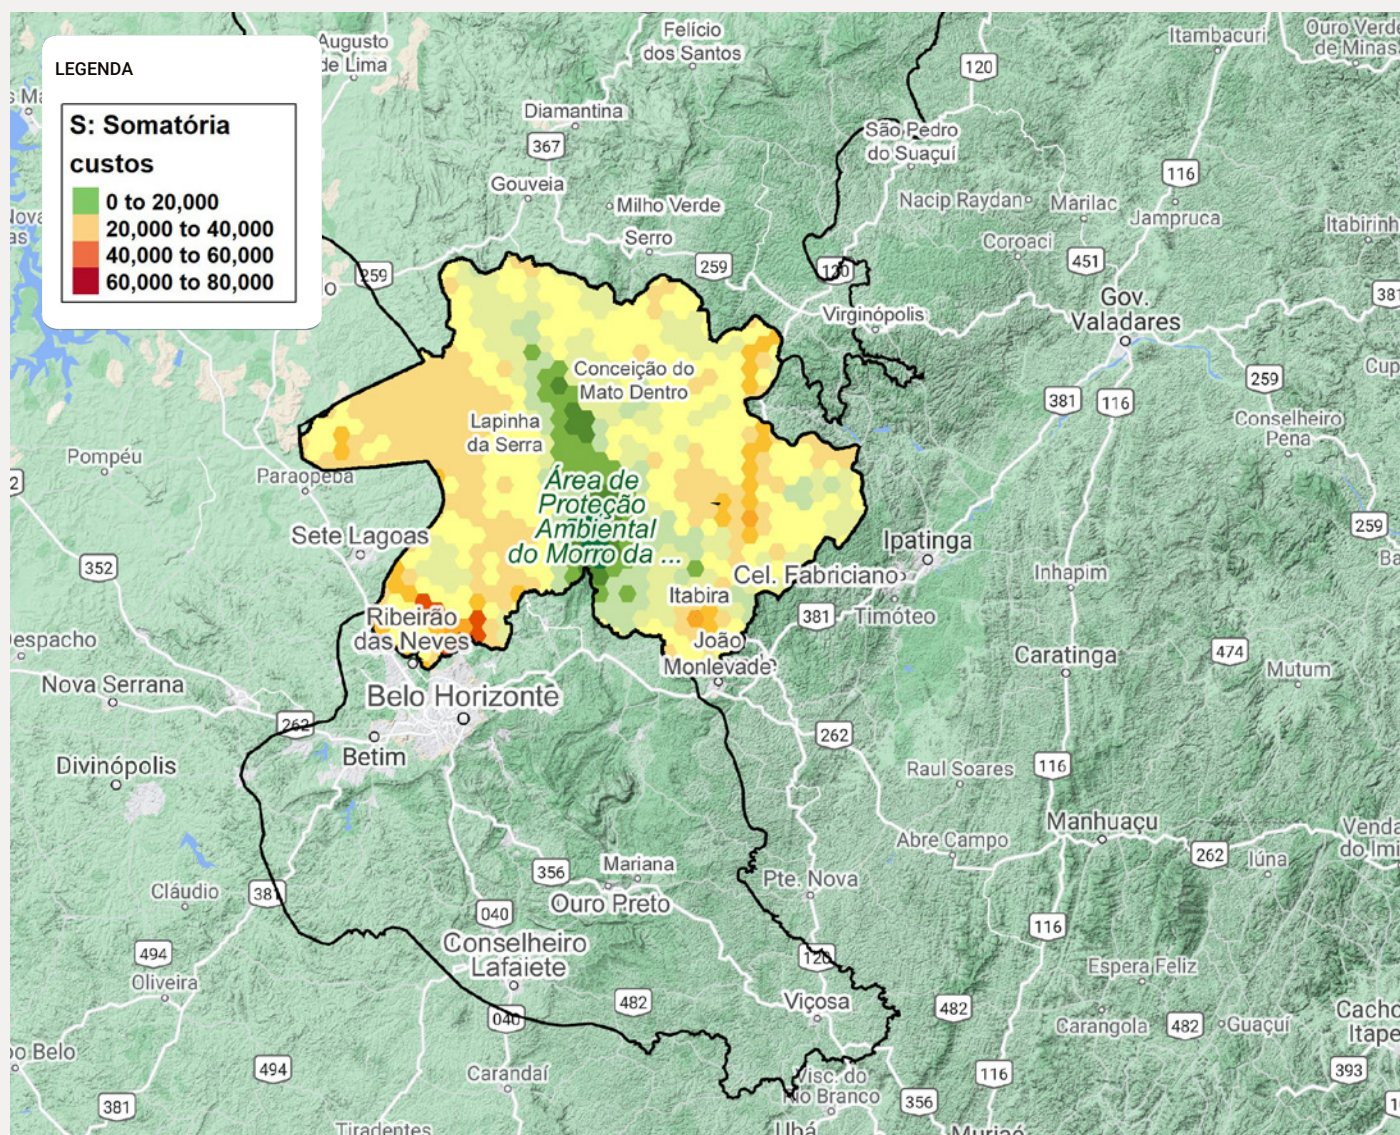 LEGENDA
S: Somatória
custos
0 to 20,000
20,000 to 40,000
40,000 to 60,000
60,000 to 80,000
Augusto
de Lima
Felício
dos Santos
Itambacuri
Ouro Verde
de Minas
120
Diamantina
367
São Pedro
do Suaçuí
116
Gouveia
Milho Verde
Nacip Raydan
Marilac
Jampruca
Serro
Coroaci
451
259
259
120
381
Virginópolis
Gov.
Valadares
Conceição do
Mato Dentro
Lapinha
da Serra
381
116
259
Conselheiro
Pena
Pompéu
Paraopeba
Área de
Proteção
Ambiental
do Morro da ...
Sete Lagoas
259
352
Ipatinga
Cel. Fabriciano
Inhapim
Itabira
Timóteo
381
Ribeirão
das Neves
João
Monlevade
474
Caratinga
Mutum
Nova Serrana
Belo Horizonte
262
262
Betim
Divinópolis
116
Raul Soares
Manhuaçu
Abre Campo
262
Iúna
356
Mariana
Pte. Nova
Cláudio
381
Ouro Preto
040
116
Conselheiro
Lafaiete
494
120
Espera Feliz
Oliveira
482
Viçosa
482
040
Carangola
482
Guaçuí
494
Carandaí
116
393
Visc. do
Rio Branco
381
356
Tiradentes
Ubá
Muriaé